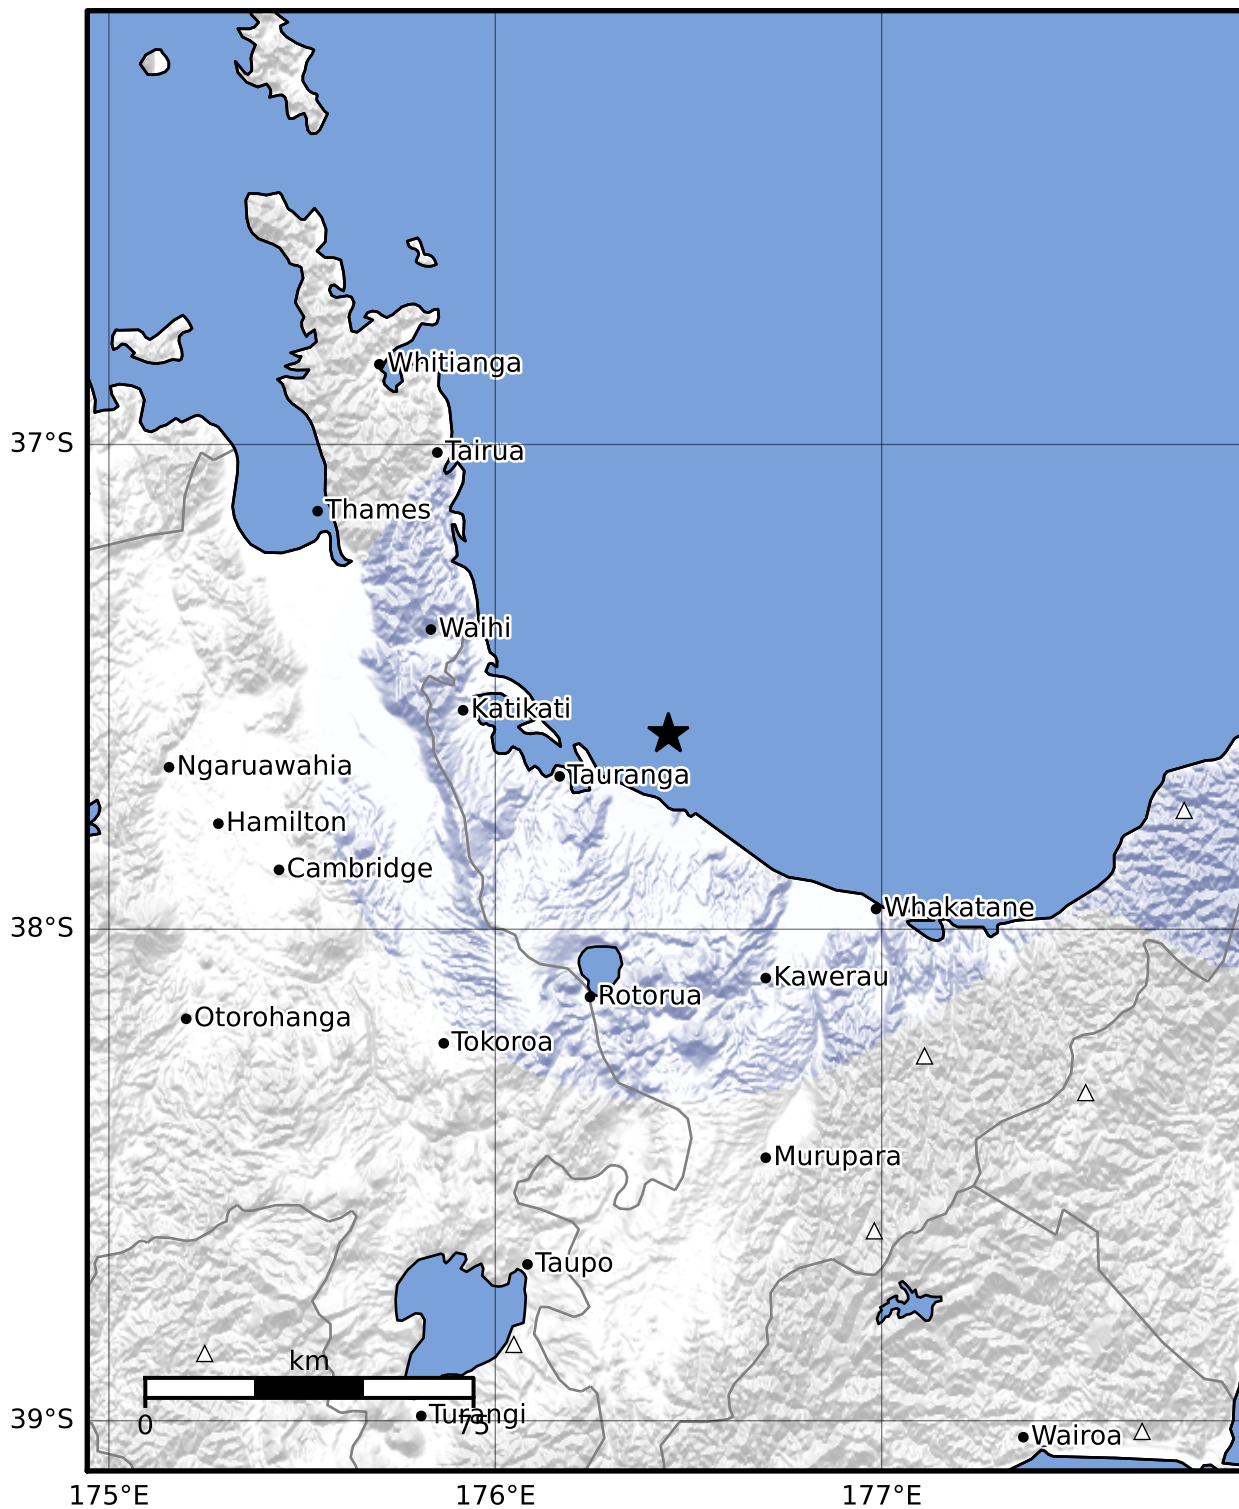 Whitianga
37°S
Tairua
Thames
Waihi
Katikati
Ngaruawahia
Tauranga
Hamilton
Cambridge
Whakatane
38°S
Kawerau
Rotorua
Otorohanga
Tokoroa
Murupara
Taupo
km
0
75
Turangi
39°S
Wairoa
175°E
176°E
177°E